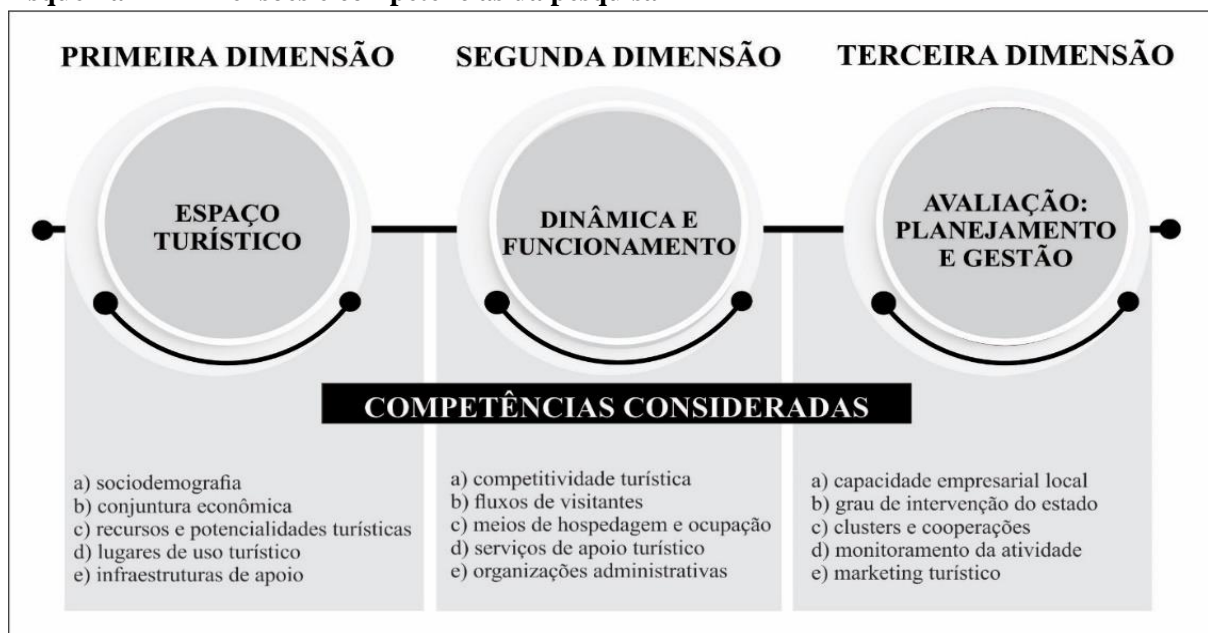 PRIMEIRA DIMENSÃO
SEGUNDA DIMENSÃO
TERCEIRA DIMENSÃO
ESPAÇO
TURÍSTICO
DINÂMICA E
FUNCIONAMENTO
AVALIAÇÃO:
PLANEJAMENTO
E GESTÃO
COMPETÊNCIAS CONSIDERADAS
a) sociodemografia
b) conjuntura econômica
c) recursos e potencialidades turísticas
d) lugares de uso turístico
e) infraestruturas de apoio
a) competitividade turística
b) fluxos de visitantes
c) meios de hospedagem e ocupação
d) serviços de apoio turístico
e) organizações administrativas
a) capacidade empresarial local
b) grau de intervenção do estado
c) clusters e cooperações
d) monitoramento da atividade
e) marketing turístico